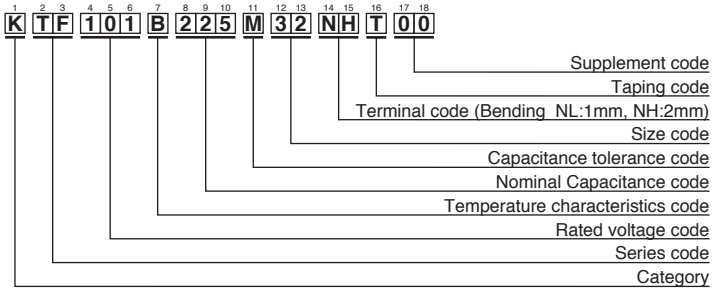 1 2 3 4 5 6 7 8 9 10 11 12 13 14 15 16 17 18
K T F 1 0 1 B 2 2 5 M 3 2 N H T 0 0
Supplement code
Taping code
Terminal code (Bending NL:1mm, NH:2mm)
Size code
Capacitance tolerance code
Nominal Capacitance code
Temperature characteristics code
Rated voltage code
Series code
Category